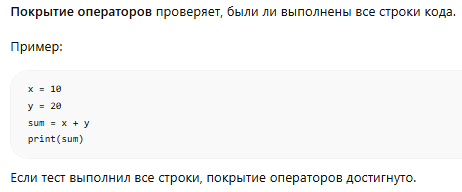 Покрытие операторов проверяет, были ли выполнены все строки кода.
Пример:
x = 10
y = 20
sum = x + y
print(sum)
Если тест выполнил все строки, покрытие операторов достигнуто.